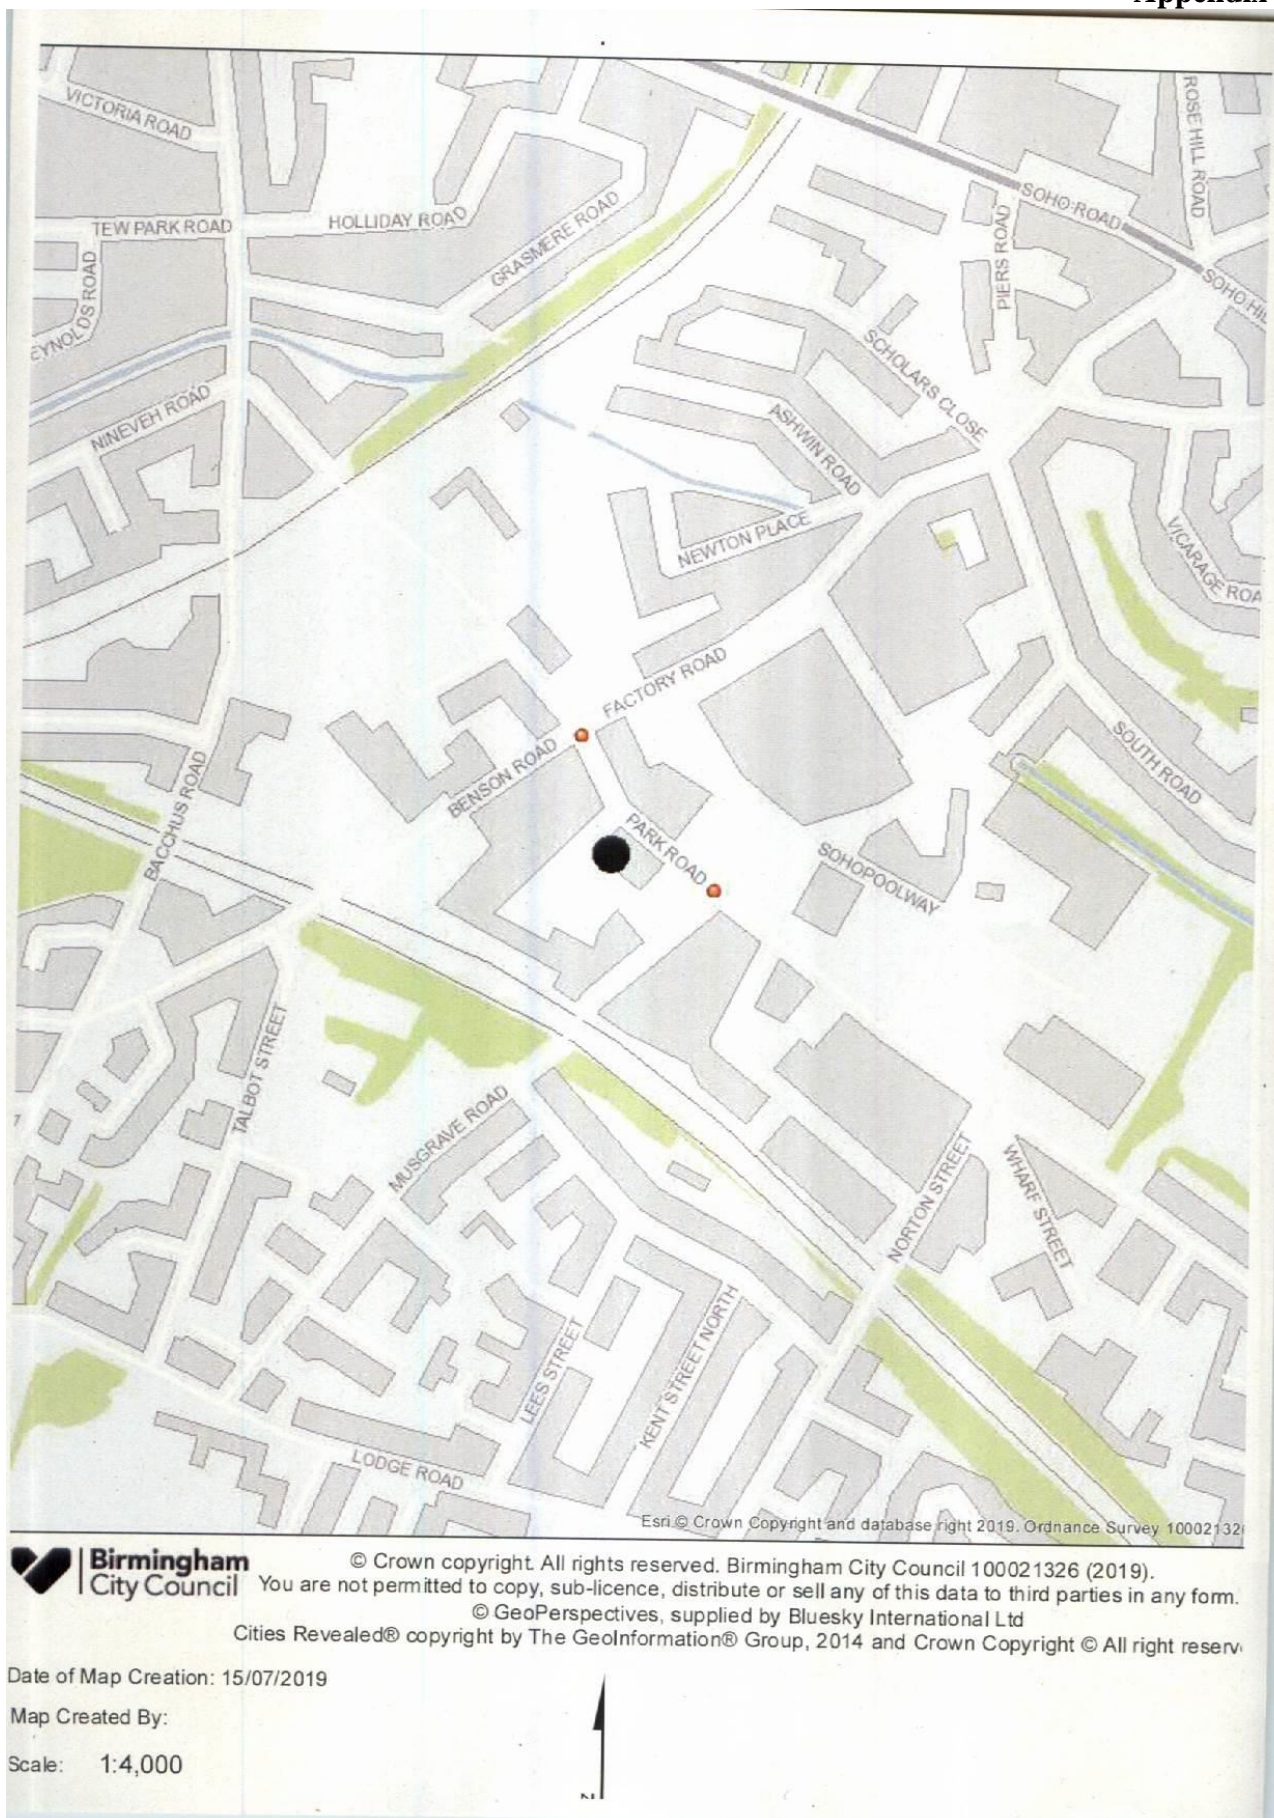 VICTORIA ROAD
ROSE HILL ROAD
SOHO ROAD
TEW PARK ROAD
HOLLIDAY ROAD
GRASMERE ROAD
PIERS ROAD
SOHO HIL
EYNOLDS ROAD
SCHOLARS CLOSE
NINEVEH ROAD
ASHWIN ROAD
NEWTON PLACE
VICARAGE ROA
FACTORY ROAD
SOUTH ROAD
BENSON ROAD
BACCHUS ROAD
PARK ROAD
SOHOPOOLWAY
TALBOT STREET
MUSGRAVE ROAD
NORTON STREET
WHARF STREET
LEES STREET
KENT STREET NORTH
LODGE ROAD
Esri © Crown Copyright and database right 2019. Ordnance Survey 10002132
Birmingham
City Council
© Crown copyright. All rights reserved. Birmingham City Council 100021326 (2019).
You are not permitted to copy, sub-licence, distribute or sell any of this data to third parties in any form.
© GeoPerspectives, supplied by Bluesky International Ltd
Cities Revealed® copyright by The GeoInformation® Group, 2014 and Crown Copyright © All right reserv
Date of Map Creation: 15/07/2019
Map Created By:
Scale: 1:4,000